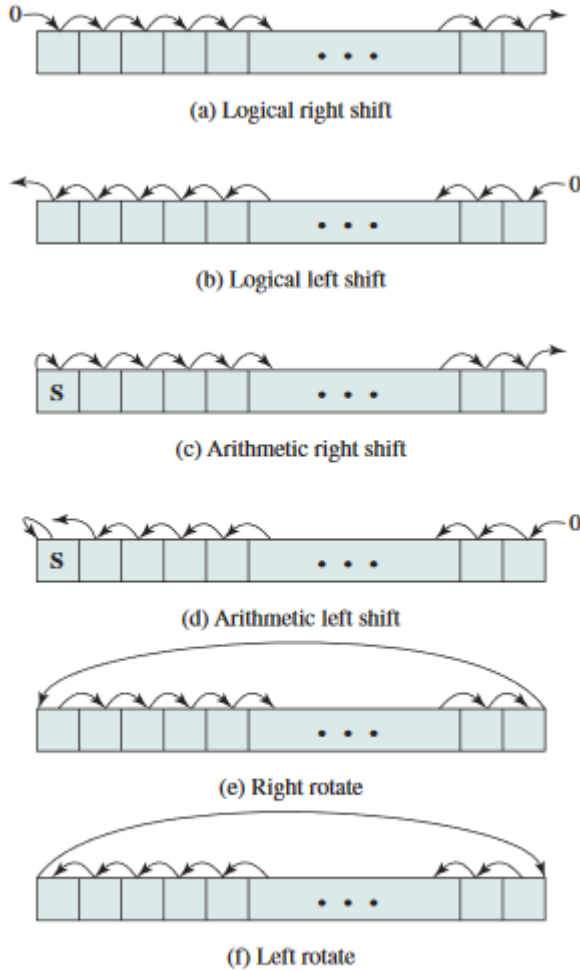 0
• • •
(a) Logical right shift
0
• • •
(b) Logical left shift
S
• • •
(c) Arithmetic right shift
0
S
• • •
(d) Arithmetic left shift
• • •
(e) Right rotate
• • •
(f) Left rotate